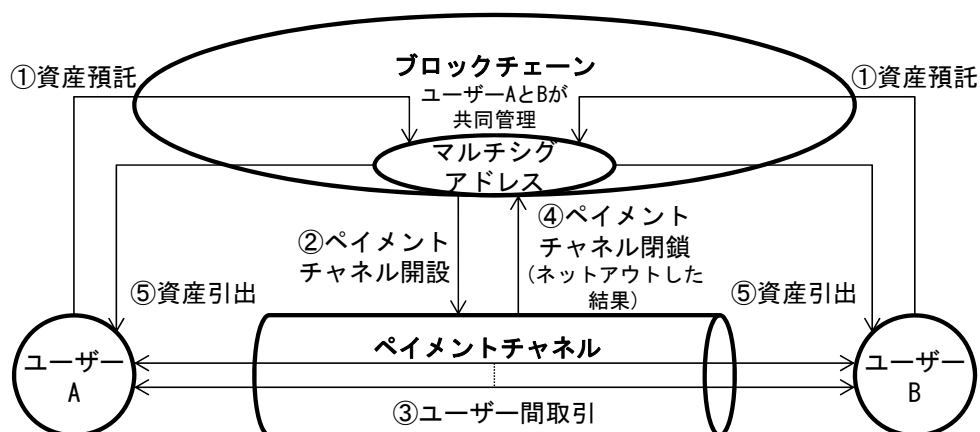 ブロックチェーン
①資産預託
ユーザーAとBが
共同管理
①資産預託
マルチシグ
アドレス
②ペイメント
チャネル開設
④ペイメント
チャネル閉鎖
(ネットアウトした
結果)
⑤資産引出
⑤資産引出
ペイメントチャネル
ユーザー
A
ユーザー
B
③ユーザー間取引